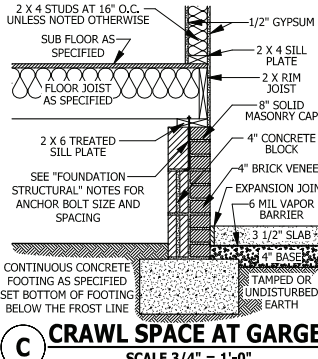 2 X 4 STUDS AT 16" O.C.
UNLESS NOTED OTHERWISE
SUB FLOOR AS
SPECIFIED
FLOOR JOIST
AS SPECIFIED
2 X 6 TREATED
SILL PLATE
SEE "FOUNDATION
STRUCTURAL" NOTES FOR
ANCHOR BOLT SIZE AND
SPACING
CONTINUOUS CONCRETE
FOOTING AS SPECIFIED
SET BOTTOM OF FOOTING
BELOW THE FROST LINE
1/2" GYPSUM
2 X 4 SILL
PLATE
2 X RIM
JOIST
8" SOLID
MASONRY CAP
4" CONCRETE
BLOCK
4" BRICK VENEE
EXPANSION JOIN
6 MIL VAPOR
BARRIER
3 1/2" SLAB
4" BASE
TAMPED OR
UNDISTURBED
EARTH
C
CRAWL SPACE AT GARGE
SCALE 3/4" = 1'-0"